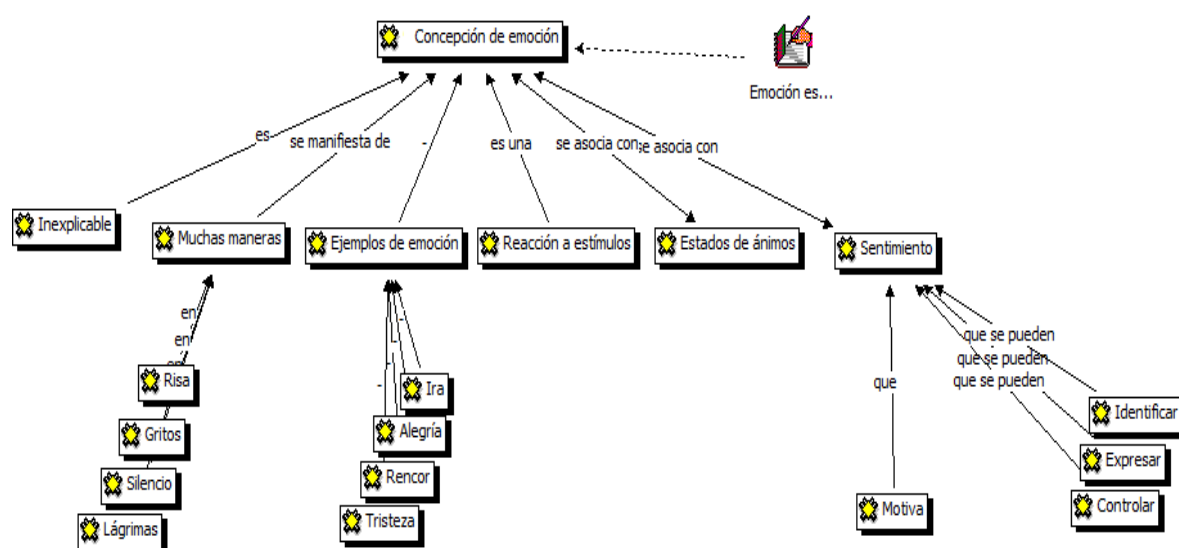 Concepción de emoción
Emoción es...
es
se manifiesta de
-
es una
se asocia con
se asocia con
Inexplicable
Muchas maneras
Ejemplos de emoción
Reacción a estímulos
Estados de ánimos
Sentimiento
en
en
en
-
-
-
-
que
que se pueden
que se pueden
que se pueden
Risa
Gritos
Silencio
Lágrimas
Ira
Alegría
Rencor
Tristeza
Motiva
Identificar
Expresar
Controlar